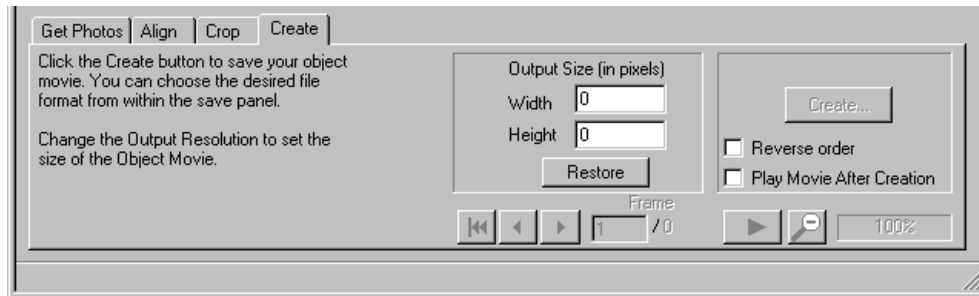 Get Photos Align Crop Create
Click the Create button to save your object
movie. You can choose the desired file
format from within the save panel.
Change the Output Resolution to set the
size of the Object Movie.
Output Size (in pixels)
Width 0
Height 0
Restore
Create...
Reverse order
Play Movie After Creation
Frame
1 / 0
100%